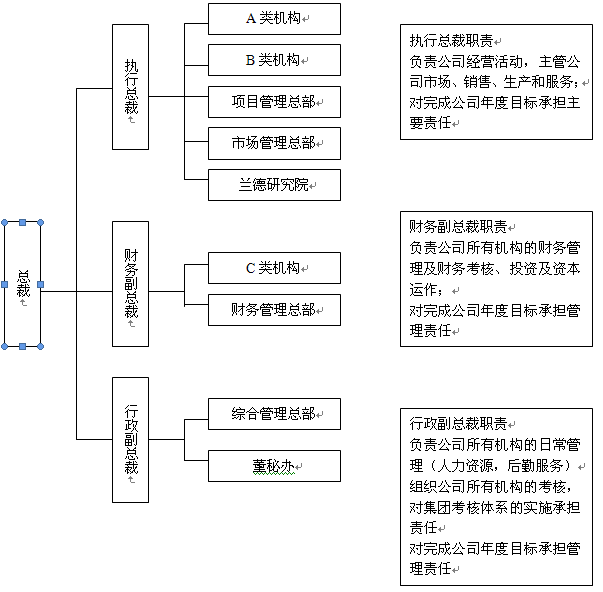 总裁
执行总裁
A 类机构
B 类机构
项目管理总部
市场管理总部
兰德研究院
执行总裁职责
负责公司经营活动，主管公
司市场、销售、生产和服务；
对完成公司年度目标承担主
要责任
财务副总裁
C 类机构
财务管理总部
财务副总裁职责
负责公司所有机构的财务管
理及财务考核、投资及资本
运作；
对完成公司年度目标承担管
理责任
行政副总裁
综合管理总部
董秘办
行政副总裁职责
负责公司所有机构的日常管
理（人力资源，后勤服务）
组织公司所有机构的考核，
对集团考核体系的实施承担
责任
对完成公司年度目标承担管
理责任